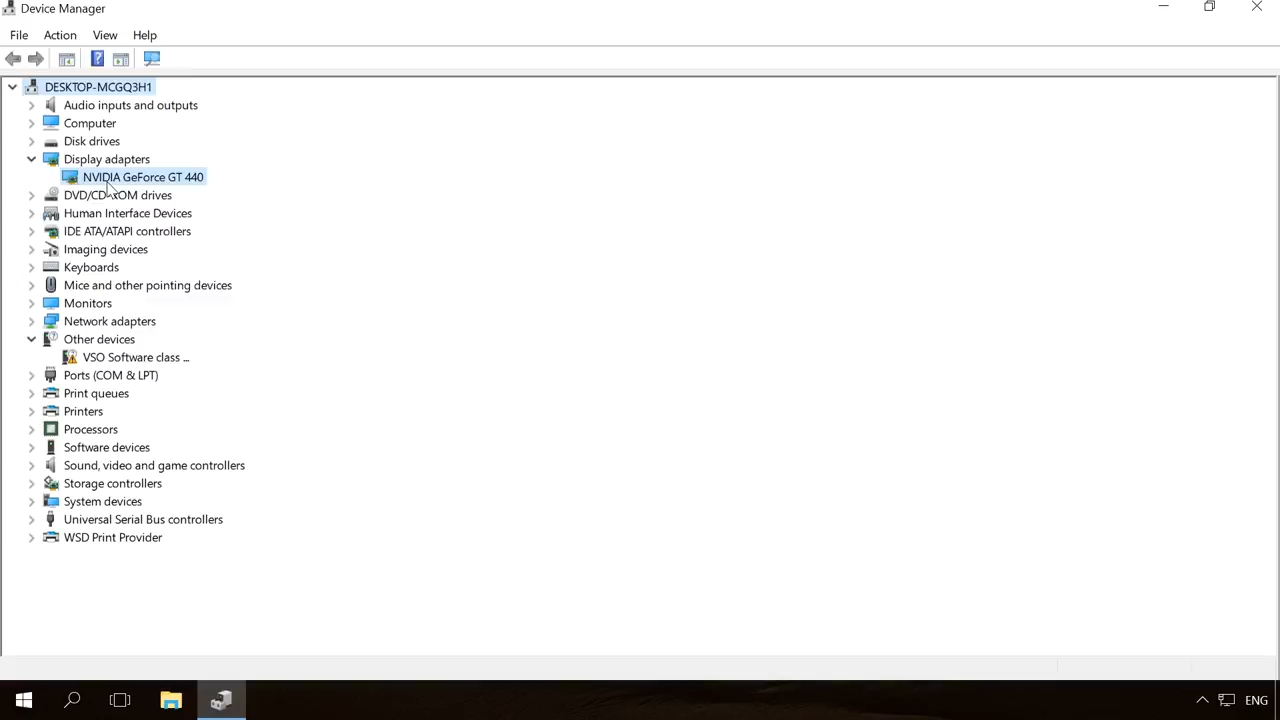 Device Manager
File Action View Help
DESKTOP-MCGQ3H1
Audio inputs and outputs
Computer
Disk drives
Display adapters
NVIDIA GeForce GT 440
DVD/CD-ROM drives
Human Interface Devices
IDE ATA/ATAPI controllers
Imaging devices
Keyboards
Mice and other pointing devices
Monitors
Network adapters
Other devices
VSO Software class ...
Ports (COM & LPT)
Print queues
Printers
Processors
Software devices
Sound, video and game controllers
Storage controllers
System devices
Universal Serial Bus controllers
WSD Print Provider
ENG